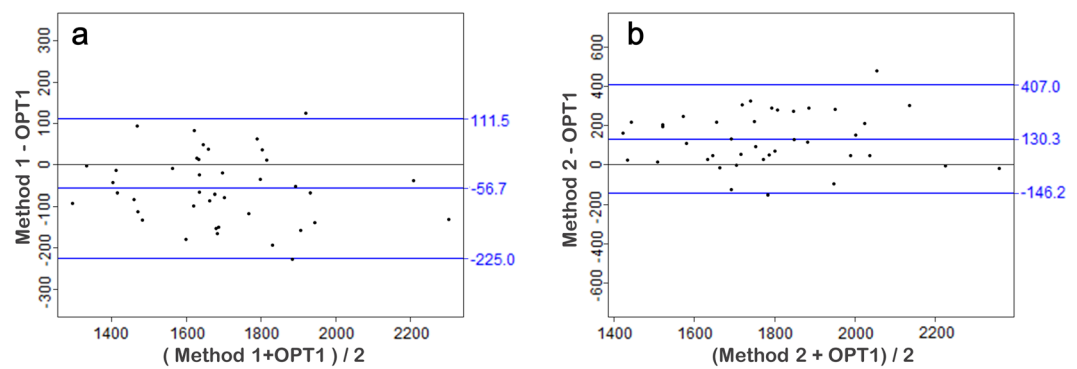 a
300
200
100
0
-100
-200
-300
Method 1 - OPT1
111.5
-56.7
-225.0
1400 1600 1800 2000 2200
( Method 1+OPT1 ) / 2
b
600
400
200
0
-200
-400
-600
Method 2 - OPT1
407.0
130.3
-146.2
1400 1600 1800 2000 2200
(Method 2 + OPT1) / 2